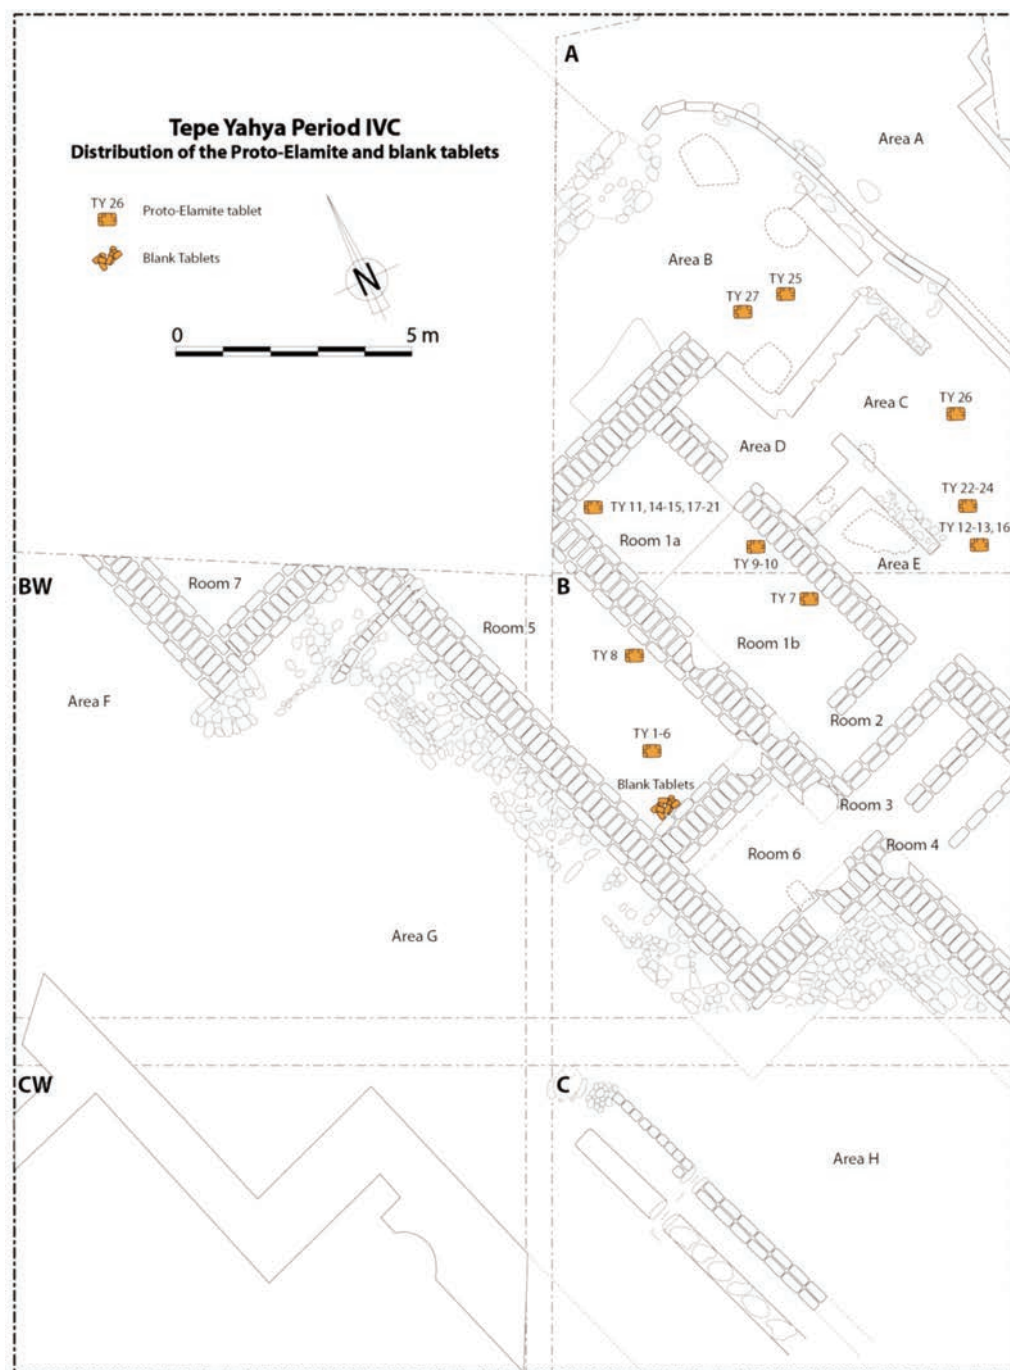 A
Tepe Yahya Period IVC
Distribution of the Proto-Elamite and blank tablets
TY 26
Proto-Elamite tablet
Blank Tablets
N
0 5 m
Area A
Area B
TY 25
TY 27
Area C
TY 26
Area D
TY 22-24
TY 11, 14-15, 17-21
TY 12-13, 16
Room 1a
TY 9-10
Area E
BW
Room 7
B
TY 7
Room 5
Room 1b
TY 8
Area F
Room 2
TY 1-6
Blank Tablets
Room 3
Room 4
Room 6
Area G
CW
C
Area H